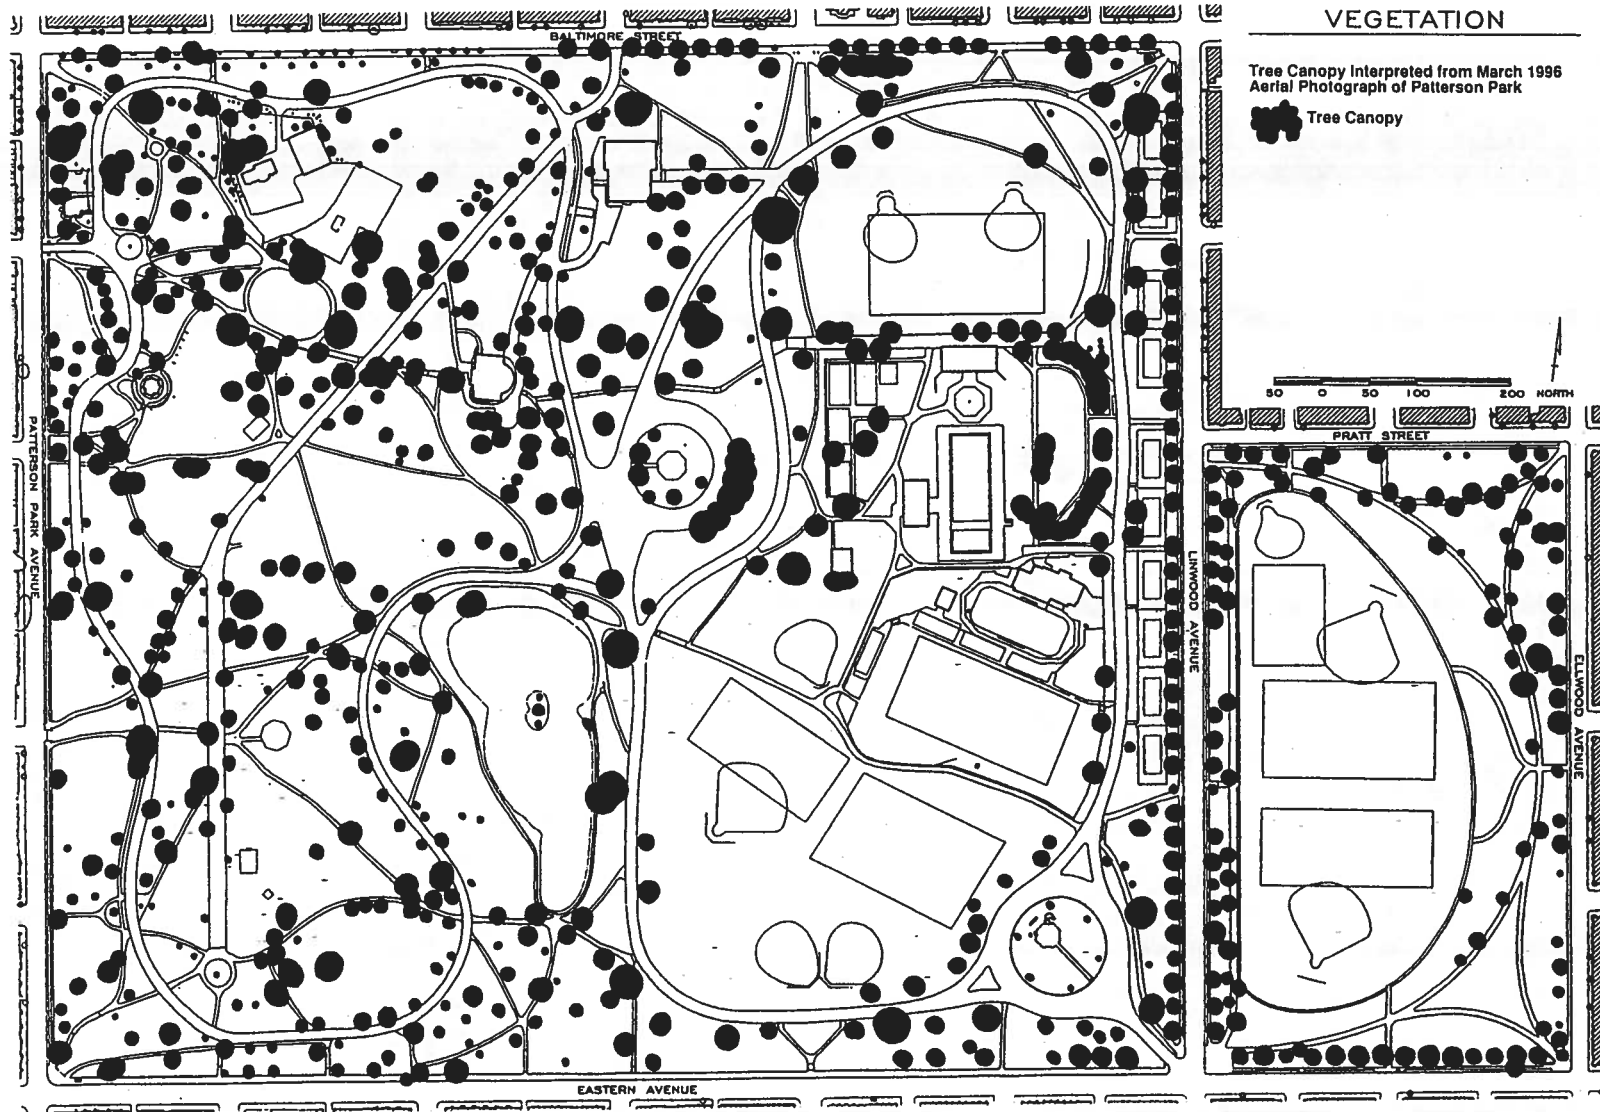 VEGETATION
BALTIMORE STREET
Tree Canopy Interpreted from March 1996
Aerial Photograph of Patterson Park
Tree Canopy
50 0 50 100 200 NORTH
PRATT STREET
PATTERSON PARK AVENUE
LINWOOD AVENUE
ELLWOOD AVENUE
EASTERN AVENUE